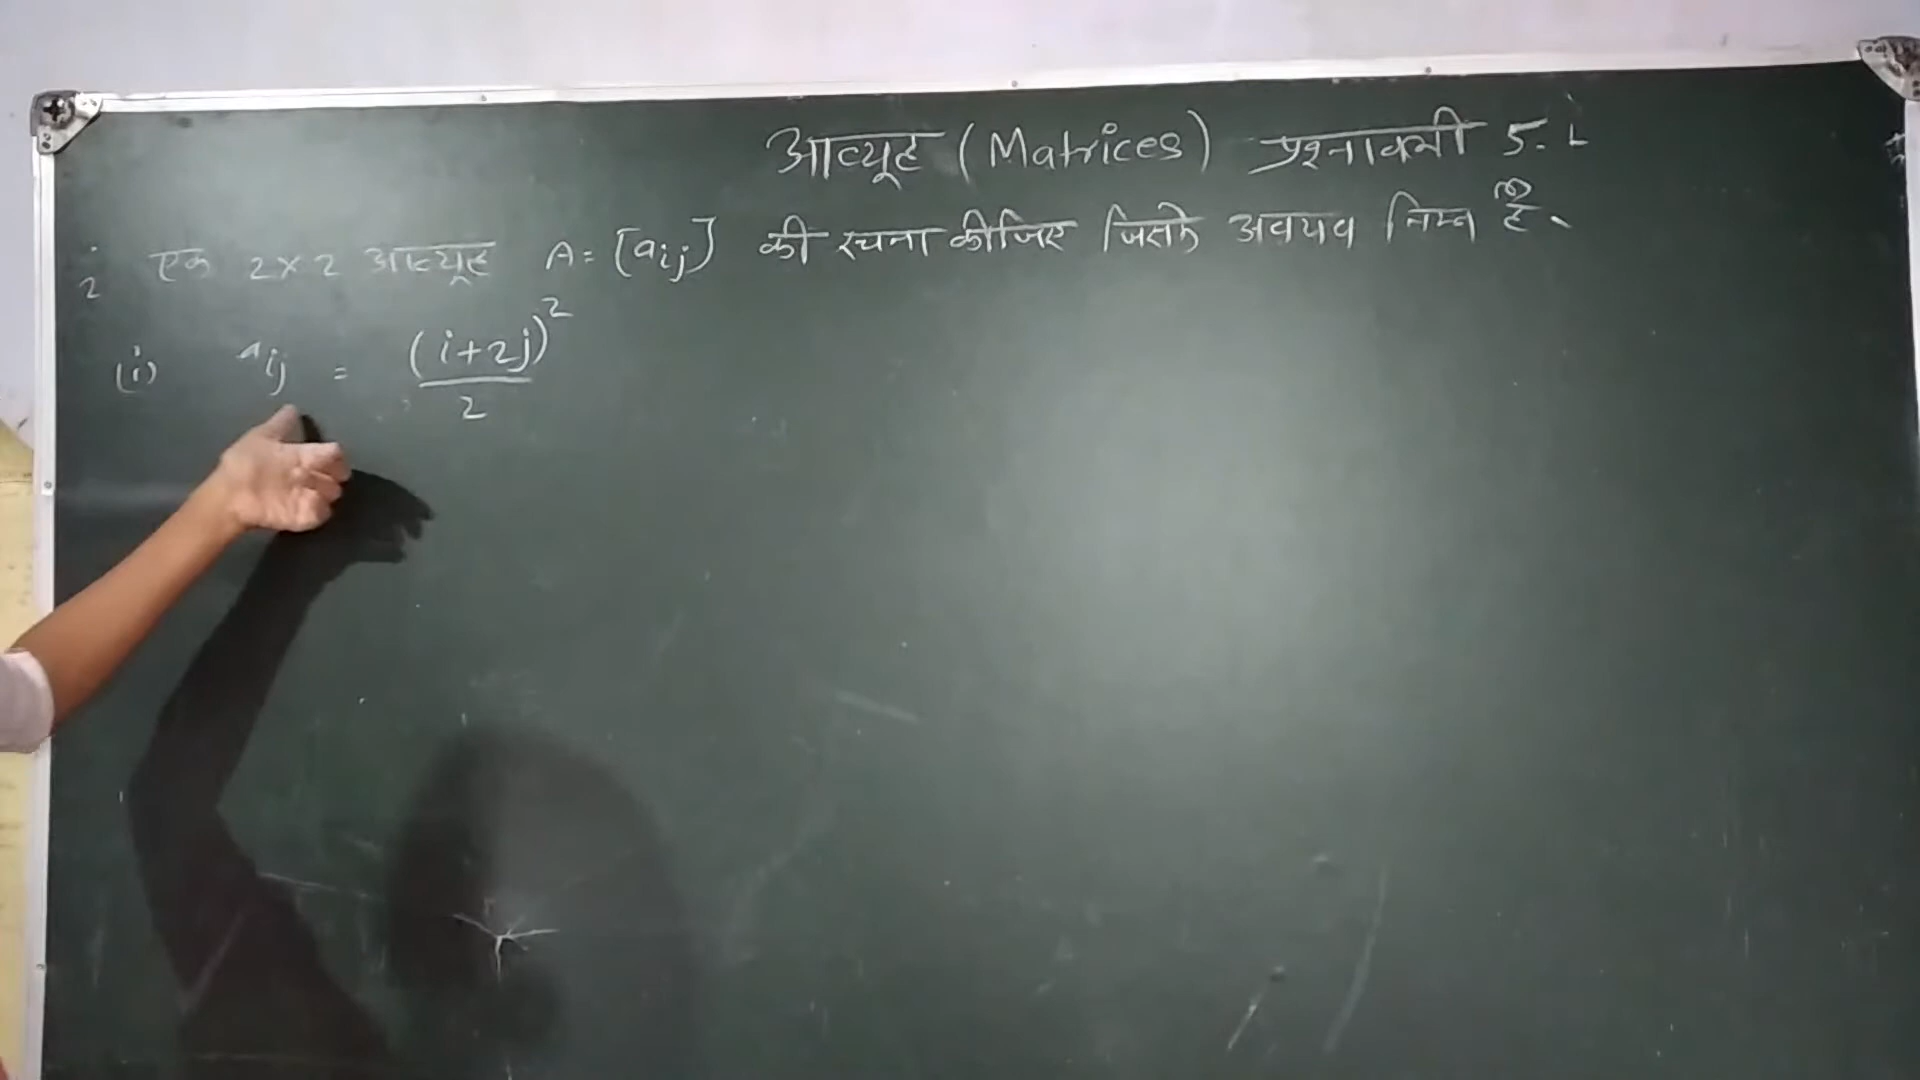 आव्यूह (Matrices) प्रश्नावली 5.1
2 एक 2×2 आव्यूह A = [aij] की रचना कीजिए जिसके अवयव निम्न हैं
(i) aij = (i+2j)²/2